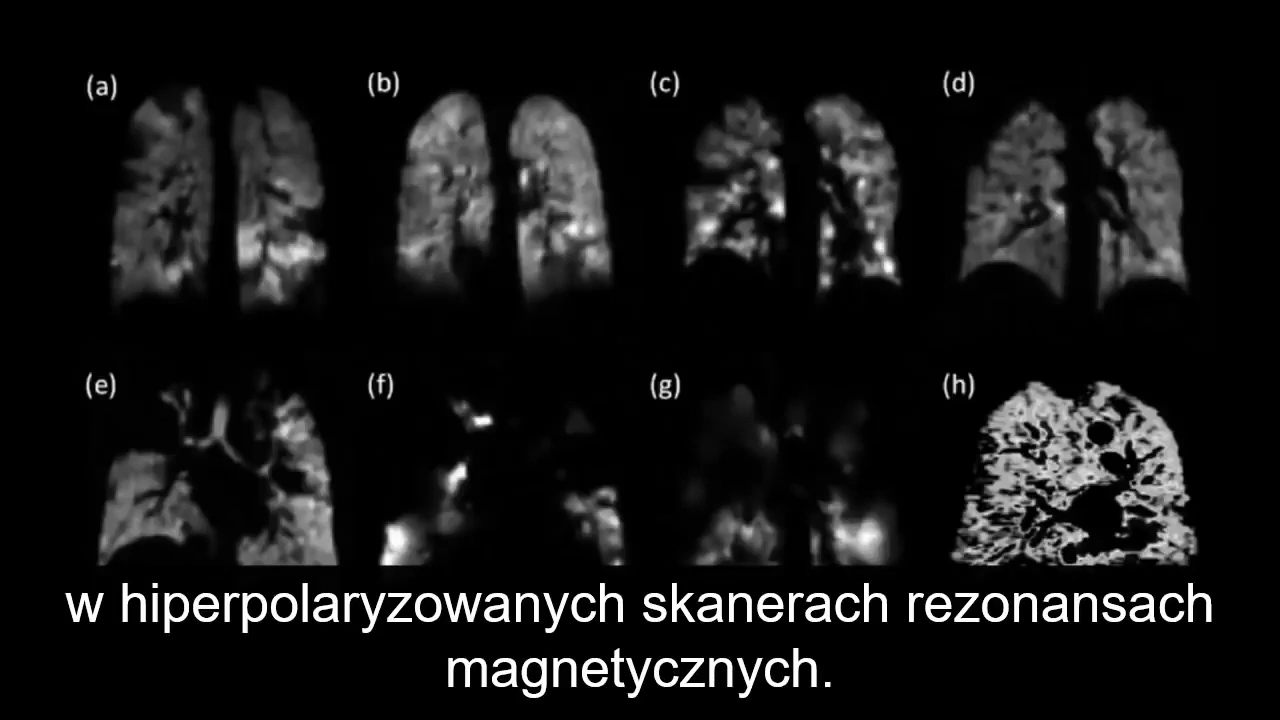 (a) (b) (c) (d)
(e) (f) (g) (h)
w hiperpolaryzowanych skanerach rezonansach
magnetycznych.